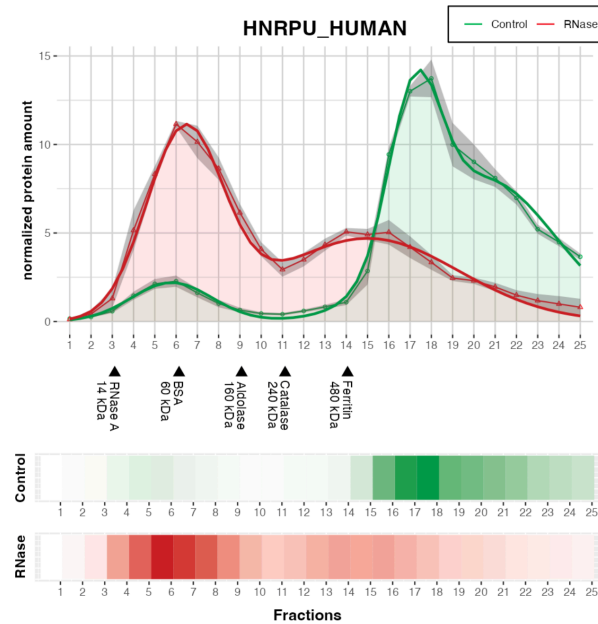 HNRPU_HUMAN
Control RNase
normalized protein amount
15
10
5
0
1 2 3 4 5 6 7 8 9 10 11 12 13 14 15 16 17 18 19 20 21 22 23 24 25
RNase A
14 kDa
BSA
60 kDa
Aldolase
160 kDa
Catalase
240 kDa
Ferritin
480 kDa
Control
1 2 3 4 5 6 7 8 9 10 11 12 13 14 15 16 17 18 19 20 21 22 23 24 25
RNase
1 2 3 4 5 6 7 8 9 10 11 12 13 14 15 16 17 18 19 20 21 22 23 24 25
Fractions